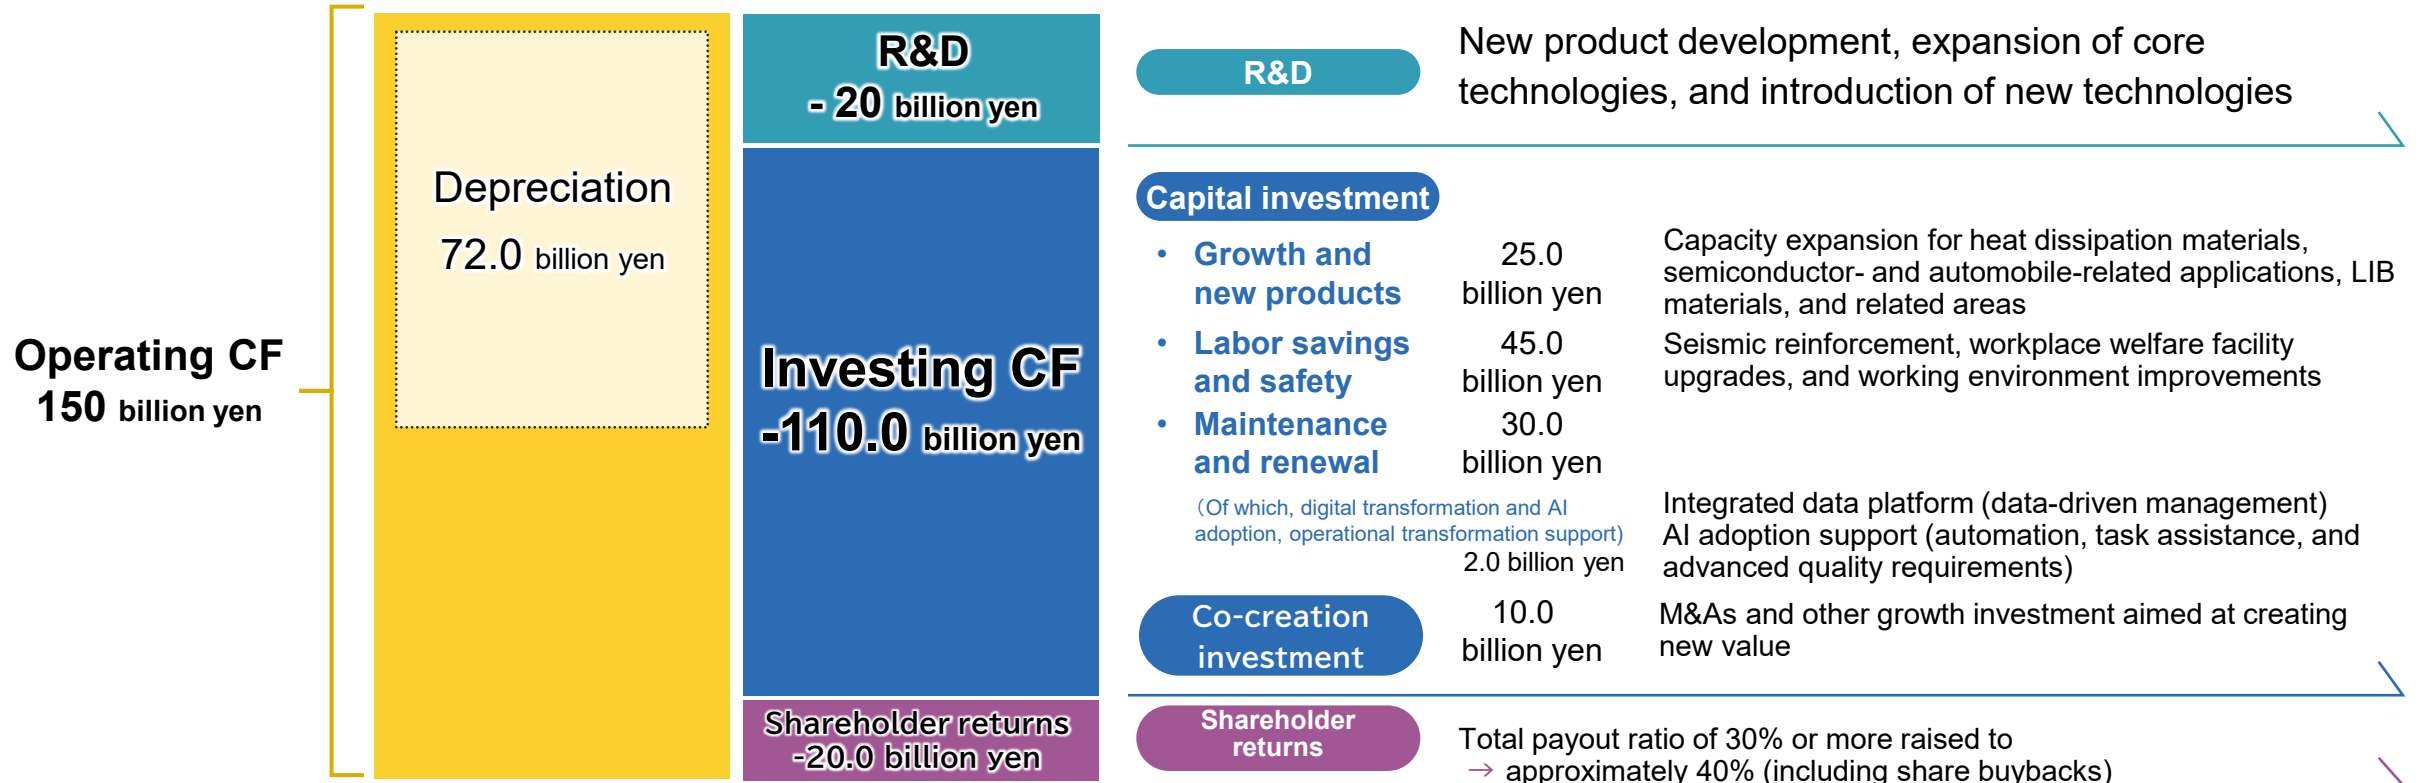 Operating CF
150 billion yen
Depreciation
72.0 billion yen
R&D
- 20 billion yen
Investing CF
-110.0 billion yen
Shareholder returns
-20.0 billion yen
R&D
New product development, expansion of core
technologies, and introduction of new technologies
Capital investment
• Growth and
new products
25.0
billion yen
Capacity expansion for heat dissipation materials,
semiconductor- and automobile-related applications, LIB
materials, and related areas
• Labor savings
and safety
45.0
billion yen
Seismic reinforcement, workplace welfare facility
upgrades, and working environment improvements
• Maintenance
and renewal
30.0
billion yen
（Of which, digital transformation and AI
adoption, operational transformation support)
2.0 billion yen
Integrated data platform (data-driven management)
AI adoption support (automation, task assistance, and
advanced quality requirements)
Co-creation
investment
10.0
billion yen
M&As and other growth investment aimed at creating
new value
Shareholder
returns
Total payout ratio of 30% or more raised to
→ approximately 40% (including share buybacks)